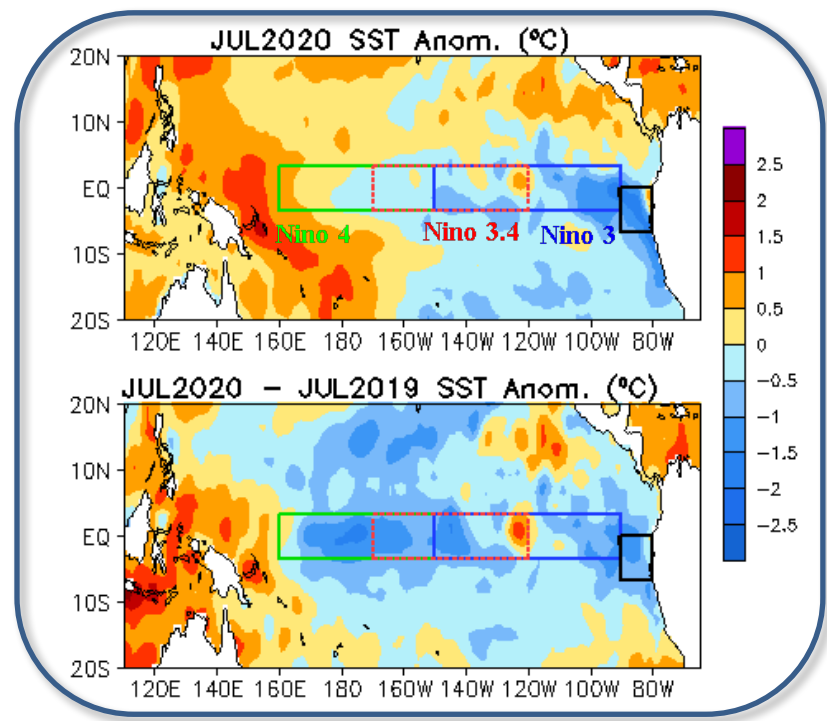 JUL2020 SST Anom. (ºC)
20N
10N
EQ
10S
20S
Nino 4
Nino 3.4
Nino 3
120E 140E 160E 180 160W 140W 120W 100W 80W
JUL2020 - JUL2019 SST Anom. (ºC)
20N
10N
EQ
10S
20S
120E 140E 160E 180 160W 140W 120W 100W 80W
2.5
2
1.5
1
0.5
0
-0.5
-1
-1.5
-2
-2.5